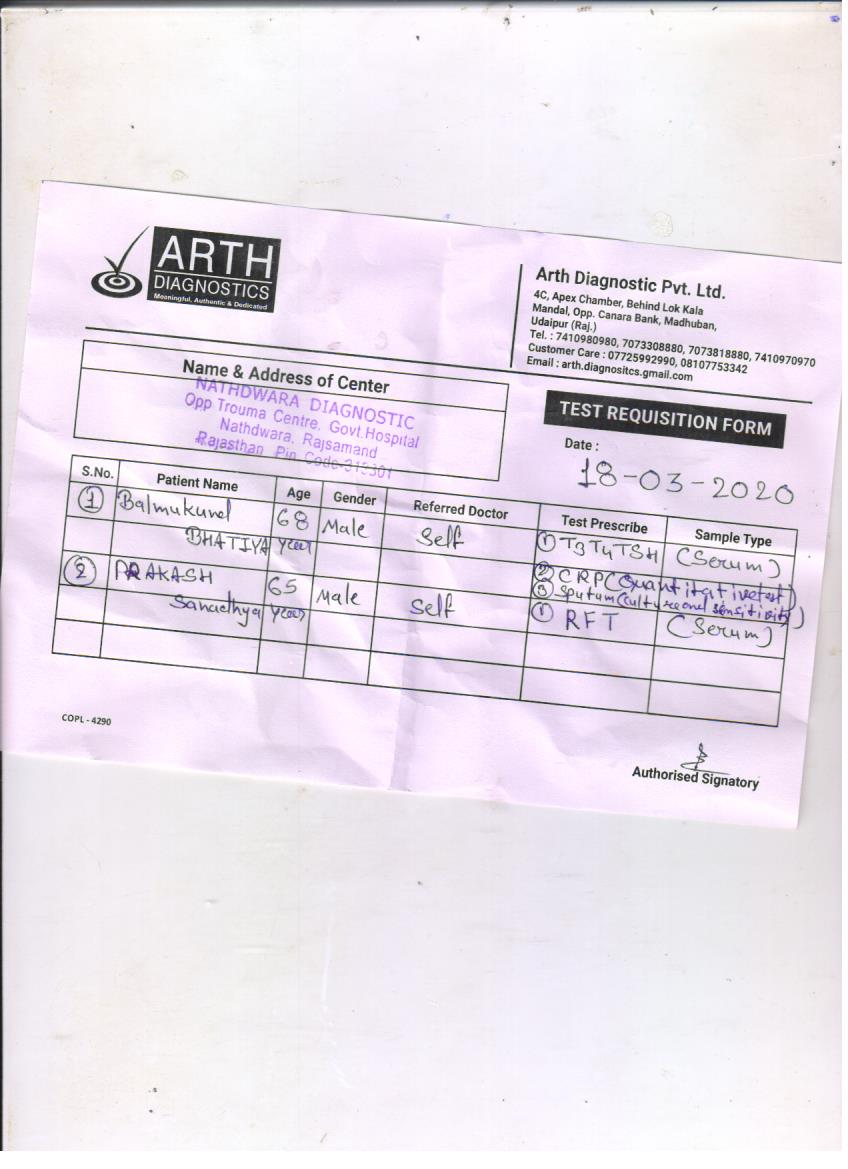 ARTH
DIAGNOSTICS
Meaningful, Authentic & Dedicated
Arth Diagnostic Pvt. Ltd.
4C, Apex Chamber, Behind Lok Kala
Mandal, Opp. Canara Bank, Madhuban,
Udaipur (Raj.)
Tel. : 7410980980, 7073308880, 7073818880, 7410970970
Customer Care : 07725992990, 08107753342
Email : arth.diagnositcs.gmail.com
Name & Address of Center
NATHDWARA DIAGNOSTIC
Opp Trouma Centre, Govt.Hospital
Nathdwara, Rajsamand
Rajasthan Pin Code-313301
TEST REQUISITION FORM
Date :
18-03-2020
S.No. Patient Name Age Gender Referred Doctor Test Prescribe Sample Type
① Balmukund 68 Male Self ① T3T4TSH (Serum)
BHATIYA Year ② CRP (Quantitativetest)
③ Sputum (culture and sensitivity)
② PRAKASH 65 Male Self ① RFT (Serum)
Sanadhya Year
COPL - 4290
Authorised Signatory